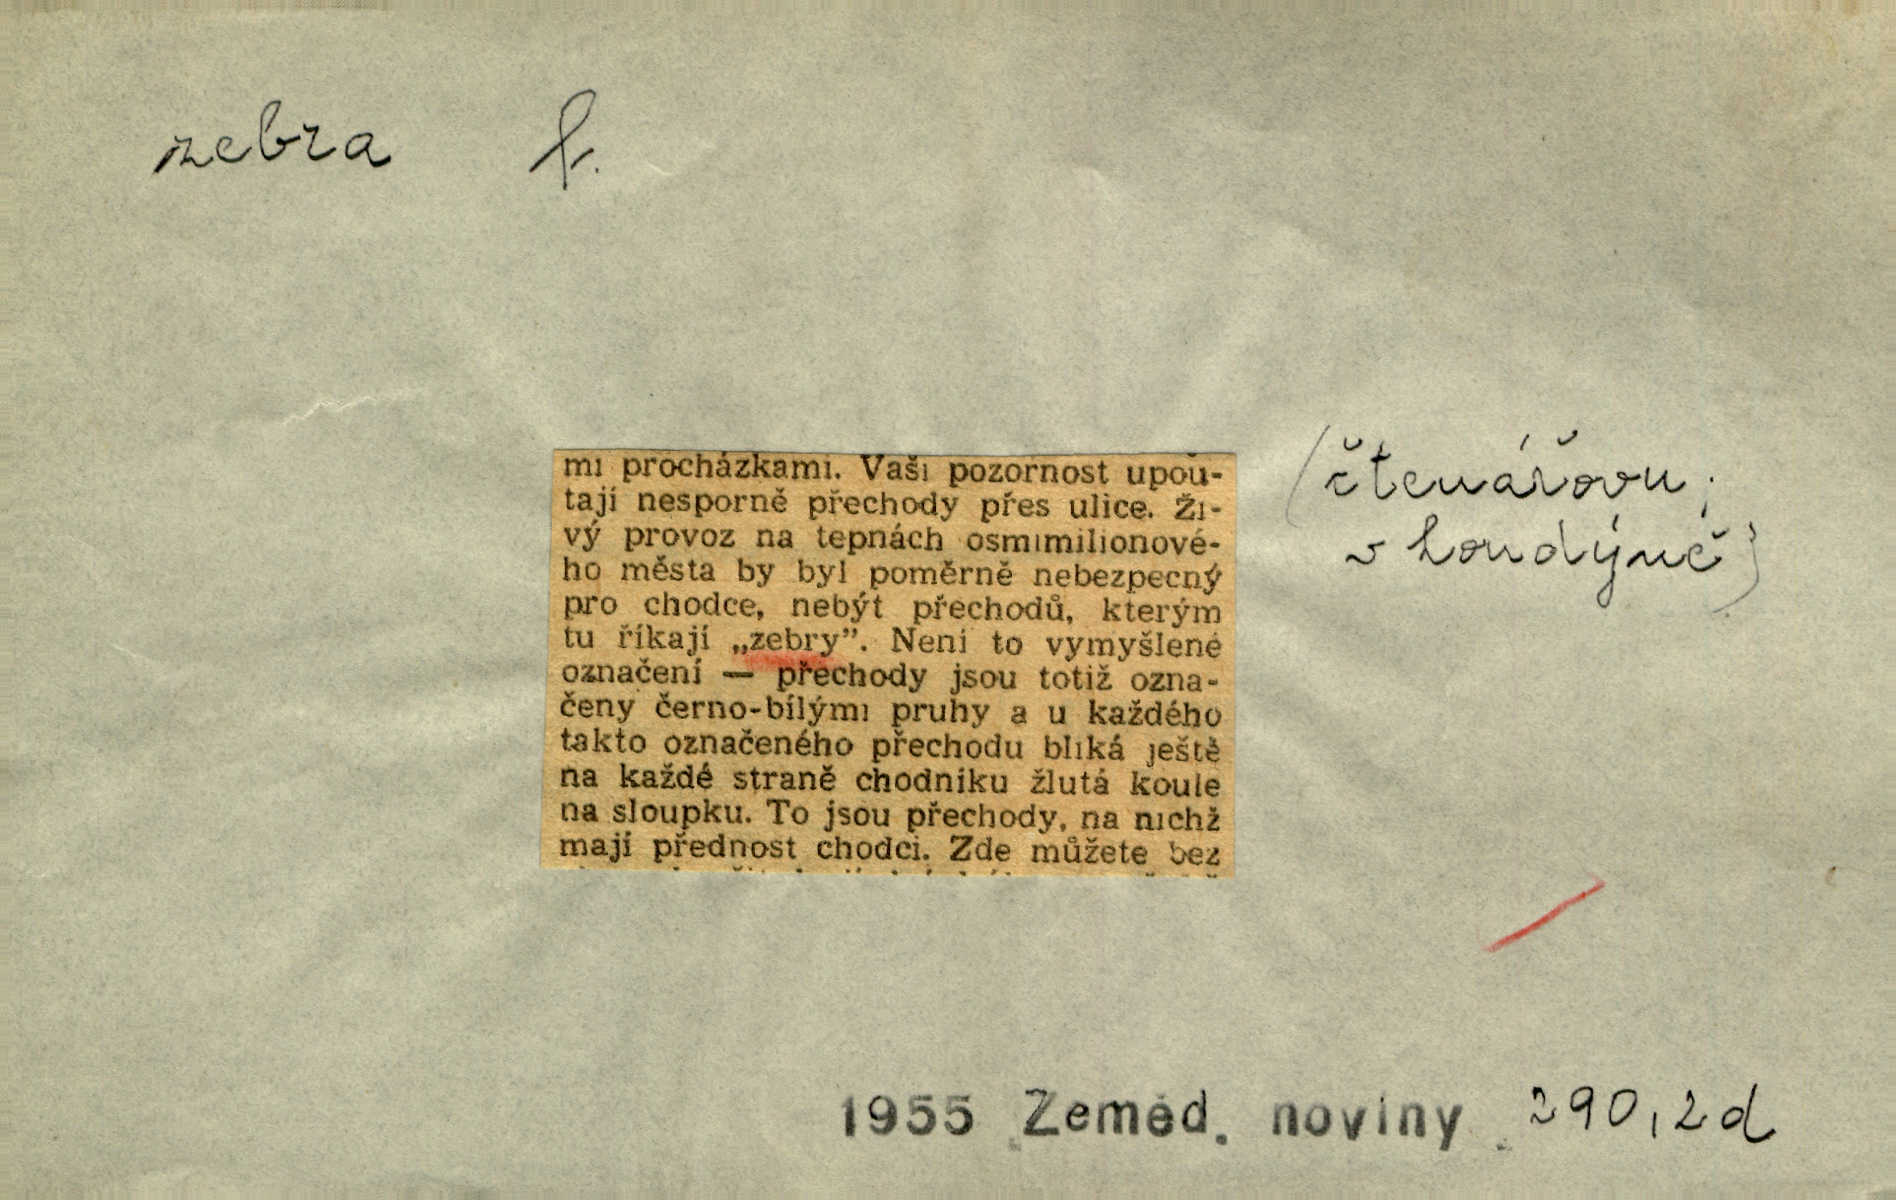 zebra f.
mi procházkami. Vaši pozornost upou-
tají nesporně přechody přes ulice. Ži-
vý provoz na tepnách osmimilionové-
ho města by byl poměrně nebezpecný
pro chodce, nebýt přechodů, kterým
tu říkají „zebry”. Není to vymyšlené
označení — přechody jsou totiž ozna-
čeny černo-bílými pruhy a u každého
takto označeného přechodu bliká ještě
na každé straně chodníku žlutá koule
na sloupku. To jsou přechody, na nichž
mají přednost chodci. Zde můžete bez
(čtenářovu;
v Londýně)
1955 Zeměd. noviny 290,2d